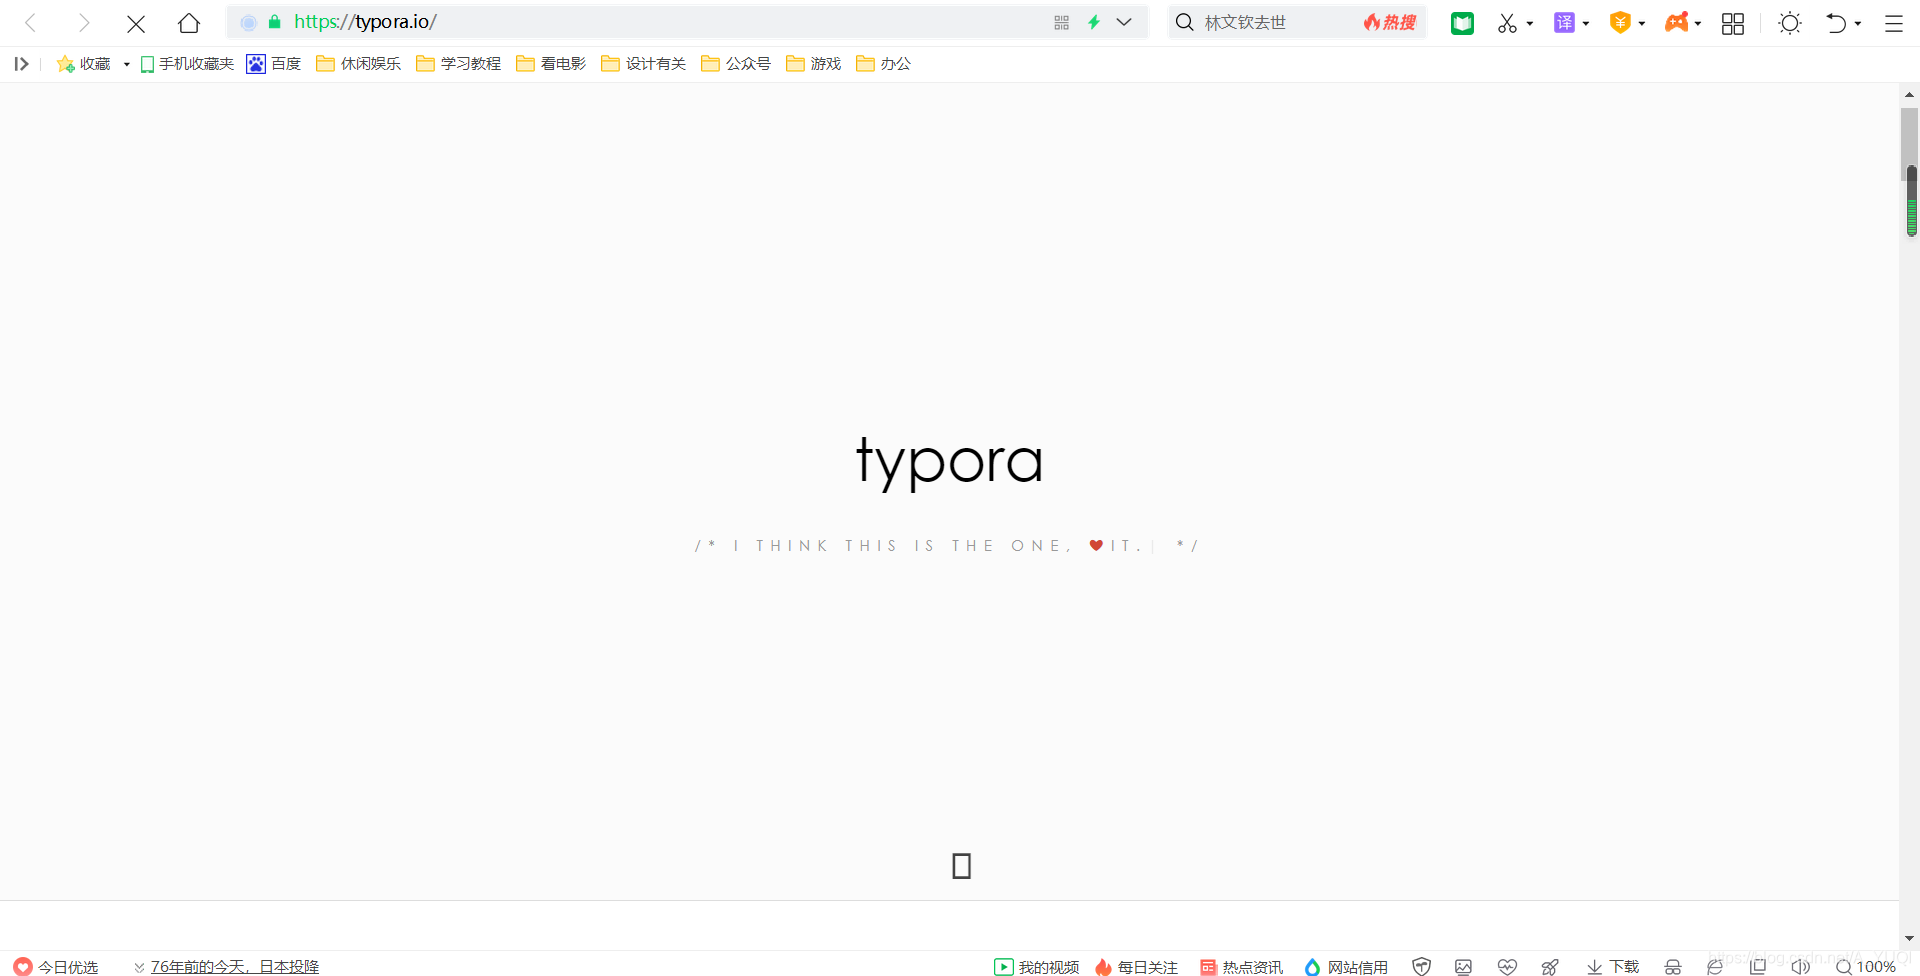 https://typora.io/
林文钦去世
热搜
译
收藏
手机收藏夹
百度
休闲娱乐
学习教程
看电影
设计有关
公众号
游戏
办公
typora
/* I THINK THIS IS THE ONE, ❤IT. */
今日优选
76年前的今天，日本投降
我的视频
每日关注
热点资讯
网站信用
下载
100%